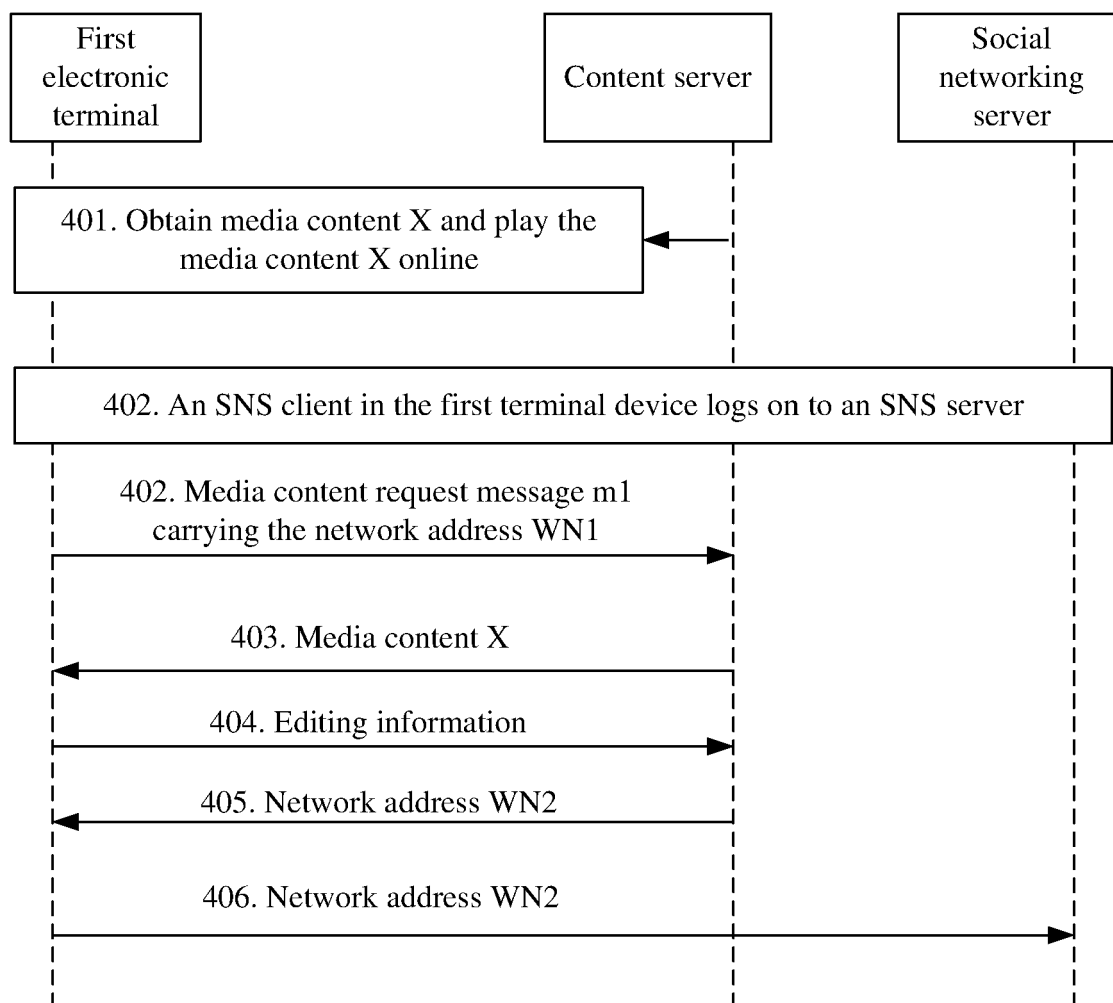 First
electronic
terminal
Content server
Social
networking
server
401. Obtain media content X and play the
media content X online
402. An SNS client in the first terminal device logs on to an SNS server
402. Media content request message m1
carrying the network address WN1
403. Media content X
404. Editing information
405. Network address WN2
406. Network address WN2